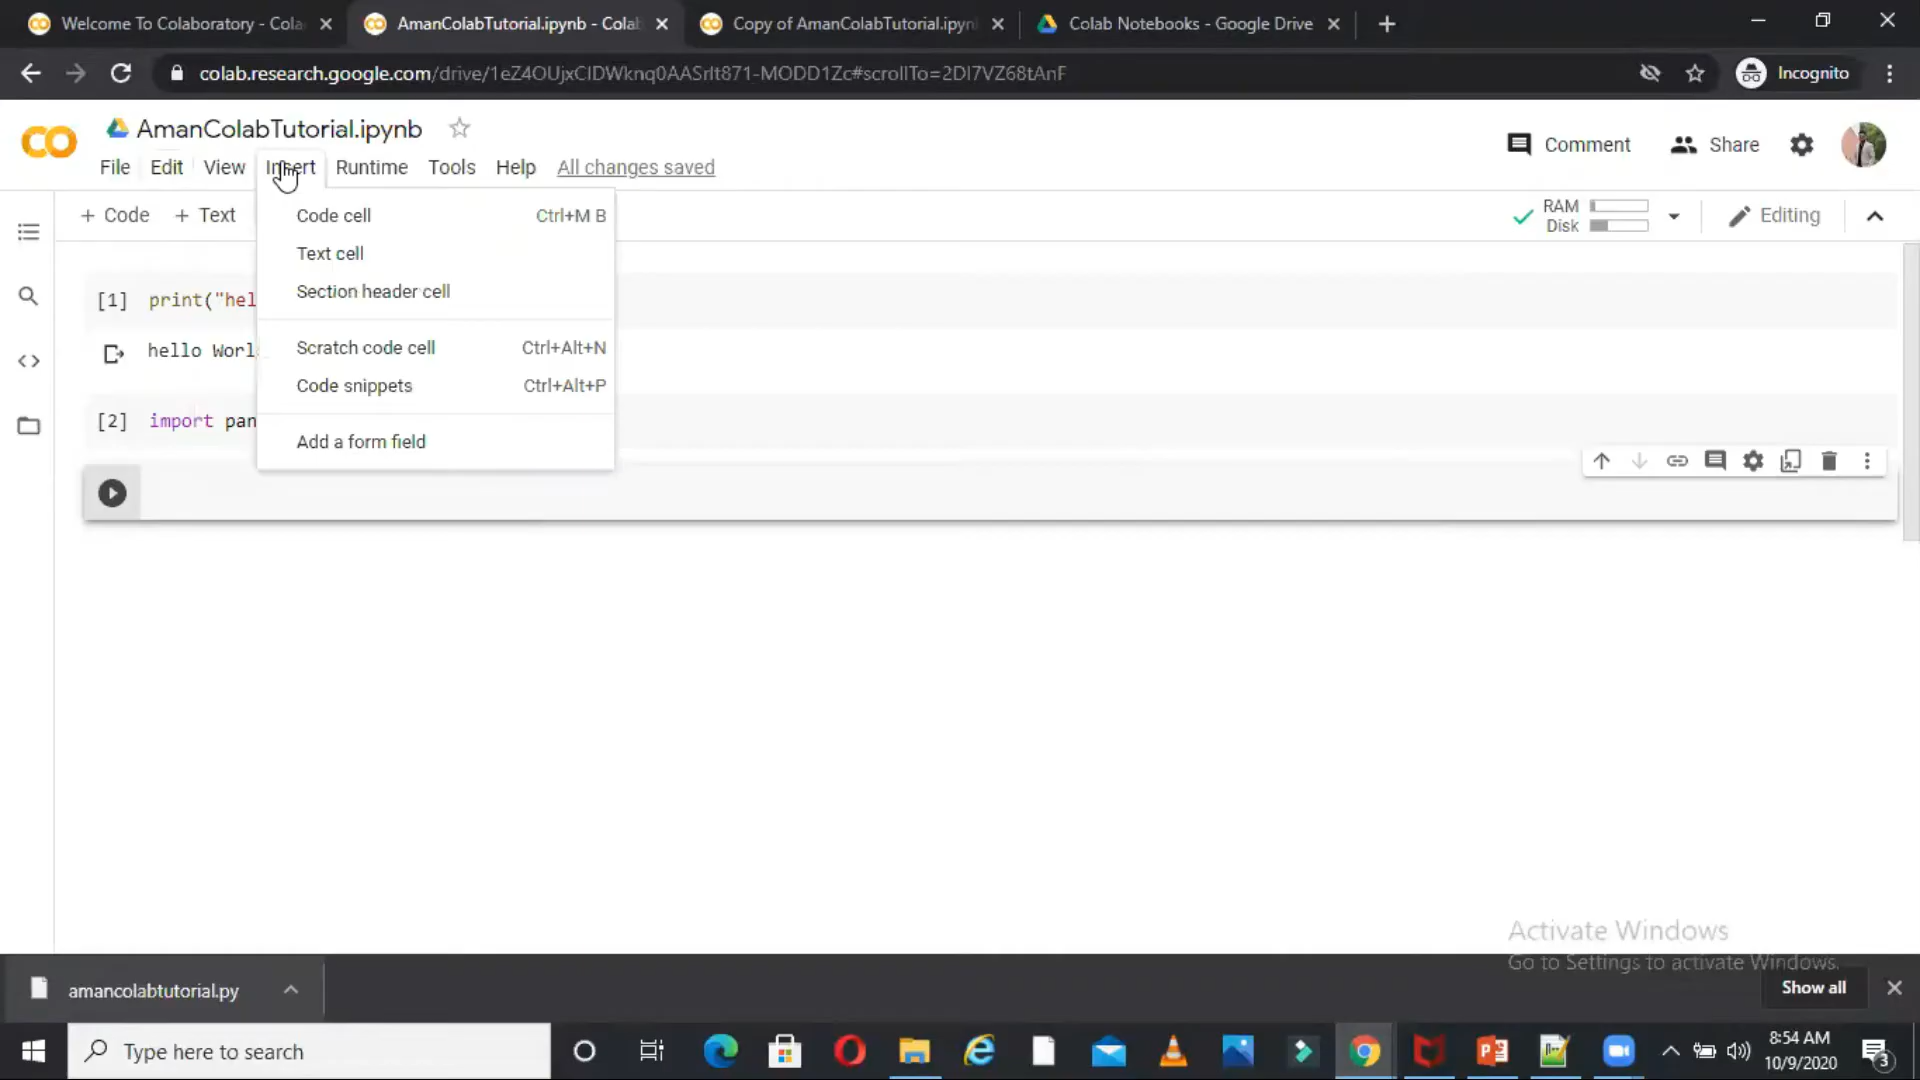 Welcome To Colaboratory - Cola
AmanColabTutorial.ipynb - Colab
Copy of AmanColabTutorial.ipyn
Colab Notebooks - Google Drive
colab.research.google.com/drive/1eZ4OUjxCIDWknq0AASrIt871-MODD1Zc#scrollTo=2DI7VZ68tAnF
Incognito
CO
AmanColabTutorial.ipynb
File Edit View Insert Runtime Tools Help All changes saved
Comment
Share
+ Code + Text
RAM
Disk
Editing
Code cell Ctrl+M B
Text cell
Section header cell
Scratch code cell Ctrl+Alt+N
Code snippets Ctrl+Alt+P
Add a form field
[1] print("hel
hello Worl
[2] import pan
Activate Windows
Go to Settings to activate Windows.
amancolabtutorial.py
Show all
Type here to search
8:54 AM
10/9/2020
3